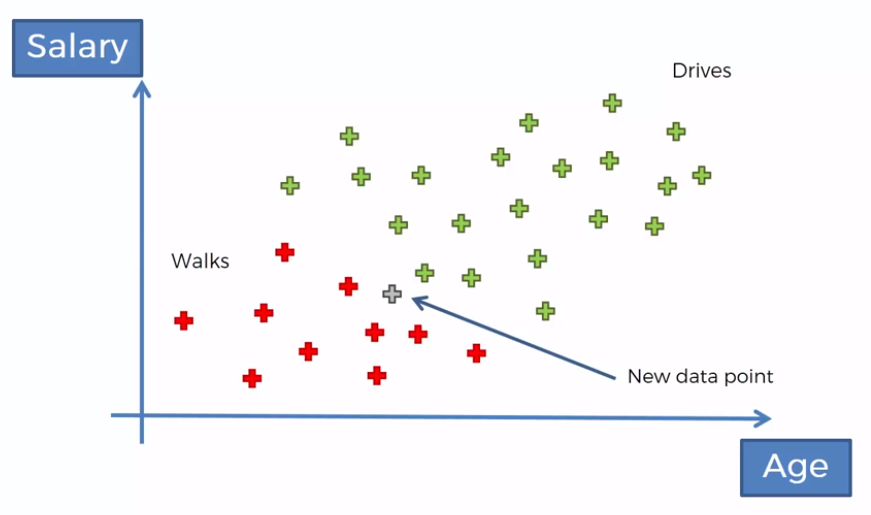 Salary
Drives
Walks
New data point
Age